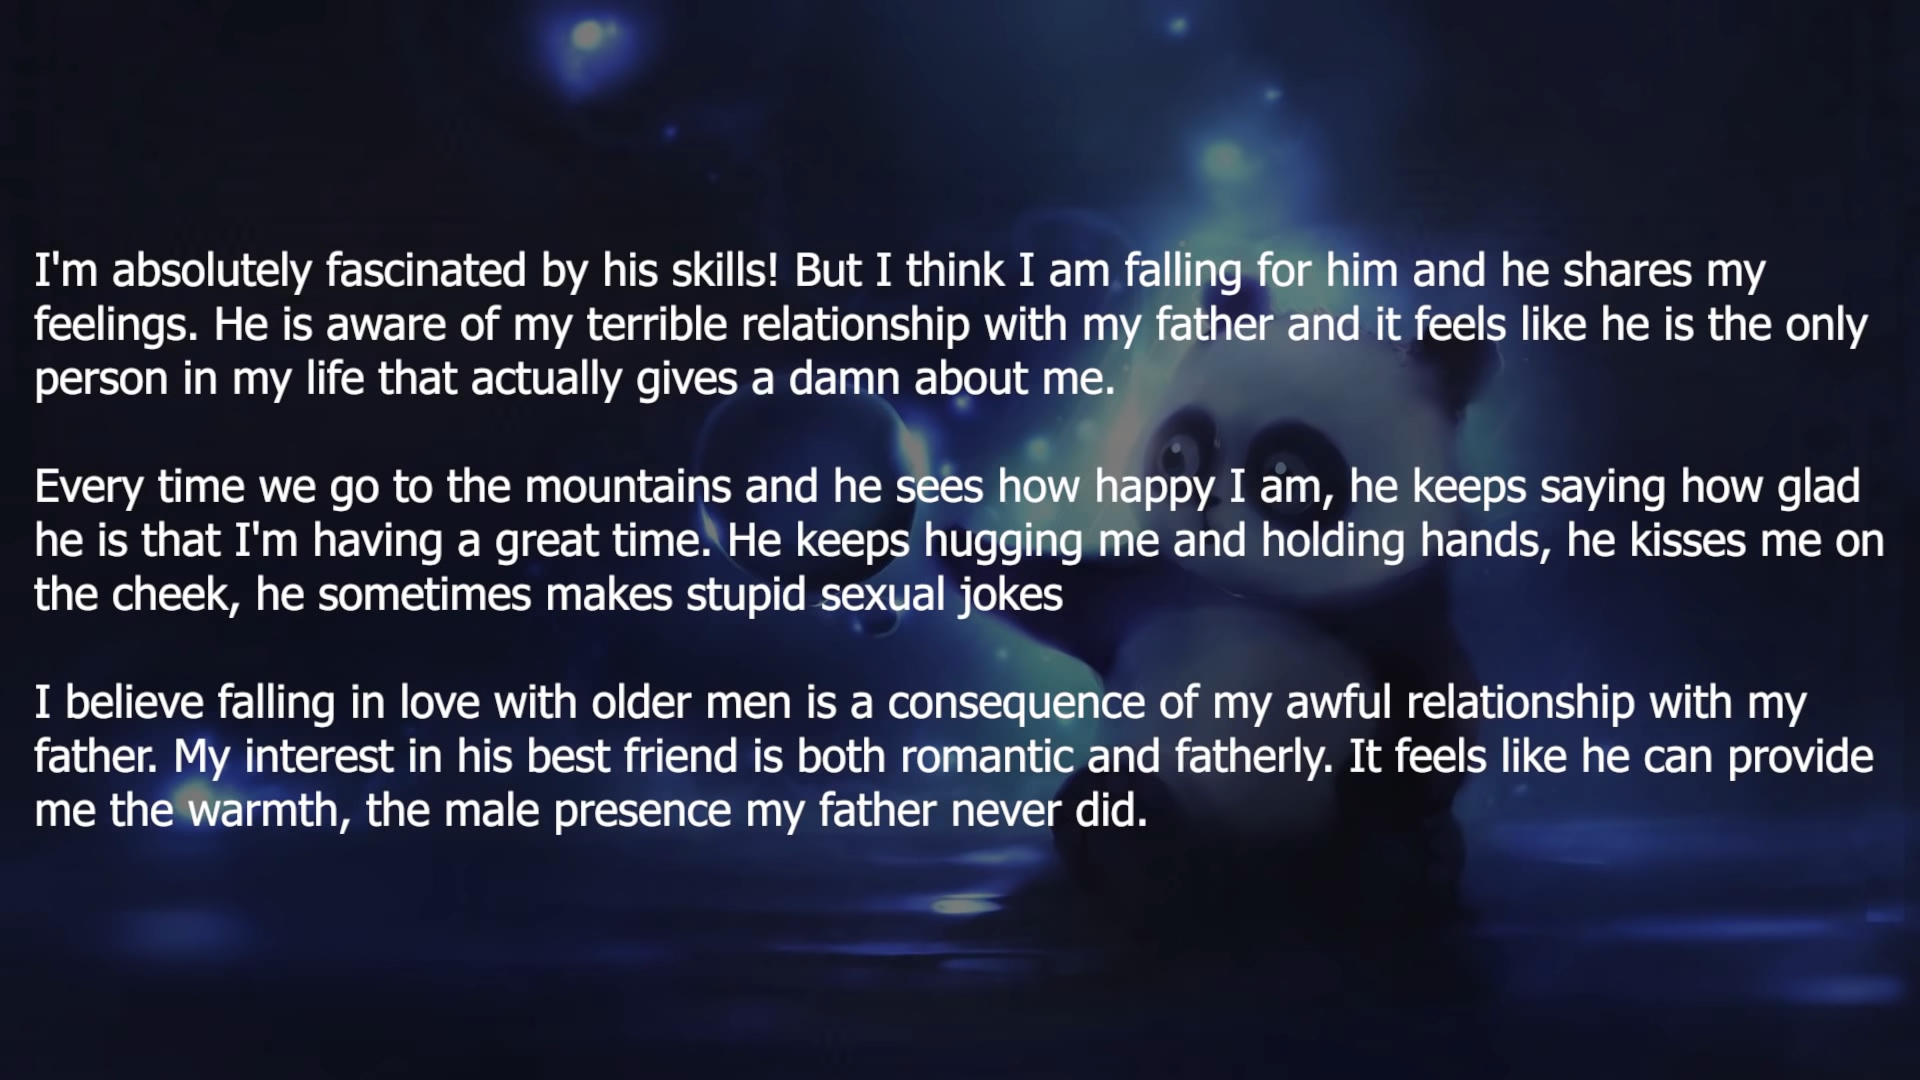 I'm absolutely fascinated by his skills! But I think I am falling for him and he shares my
feelings. He is aware of my terrible relationship with my father and it feels like he is the only
person in my life that actually gives a damn about me.
Every time we go to the mountains and he sees how happy I am, he keeps saying how glad
he is that I'm having a great time. He keeps hugging me and holding hands, he kisses me on
the cheek, he sometimes makes stupid sexual jokes
I believe falling in love with older men is a consequence of my awful relationship with my
father. My interest in his best friend is both romantic and fatherly. It feels like he can provide
me the warmth, the male presence my father never did.